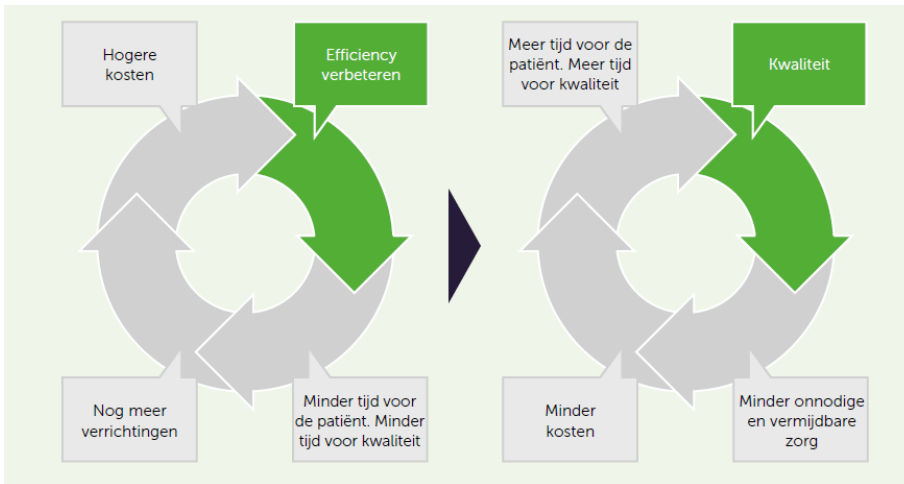 Hogere
kosten
Efficiency
verbeteren
Minder tijd voor
de patiënt. Minder
tijd voor kwaliteit
Nog meer
verrichtingen
Meer tijd voor de
patiënt. Meer tijd
voor kwaliteit
Kwaliteit
Minder onnodige
en vermijdbare
zorg
Minder
kosten